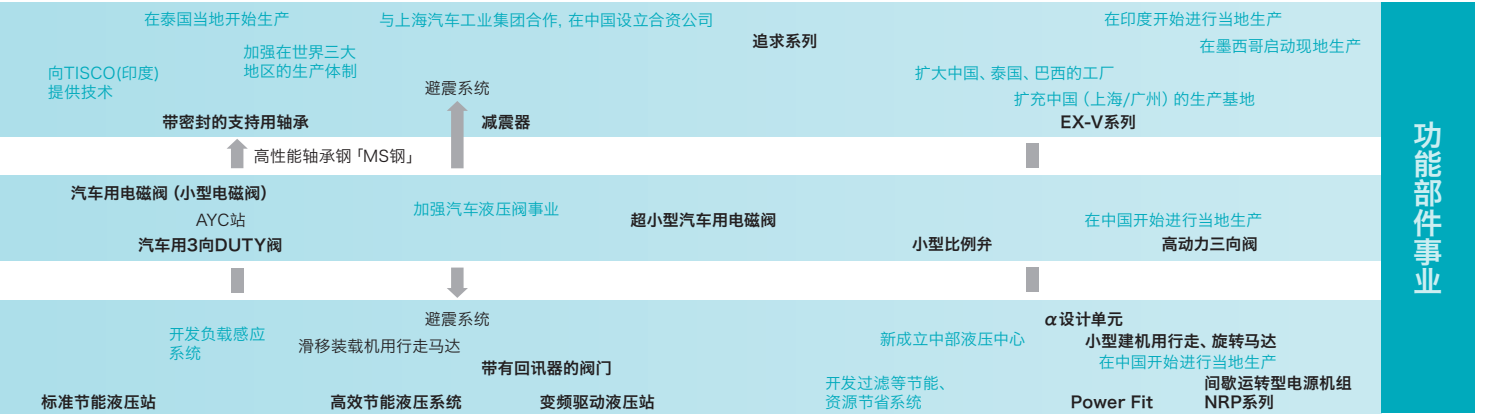 在泰国当地开始生产
与上海汽车工业集团合作, 在中国设立合资公司
在印度开始进行当地生产
追求系列
在墨西哥启动现地生产
加强在世界三大
地区的生产体制
向TISCO(印度)
提供技术
扩大中国、泰国、巴西的工厂
避震系统
扩充中国（上海/广州）的生产基地
带密封的支持用轴承
减震器
EX-V系列
高性能轴承钢「MS钢」
汽车用电磁阀（小型电磁阀）
加强汽车液压阀事业
AYC站
超小型汽车用电磁阀
在中国开始进行当地生产
汽车用3向DUTY阀
小型比例弁
高动力三向阀
避震系统
α设计单元
开发负载感应
系统
滑移装载机用行走马达
新成立中部液压中心
小型建机用行走、旋转马达
在中国开始进行当地生产
带有回讯器的阀门
开发过滤等节能、
资源节省系统
间歇运转型电源机组
NRP系列
标准节能液压站
高效节能液压系统
变频驱动液压站
Power Fit
功能部件事业